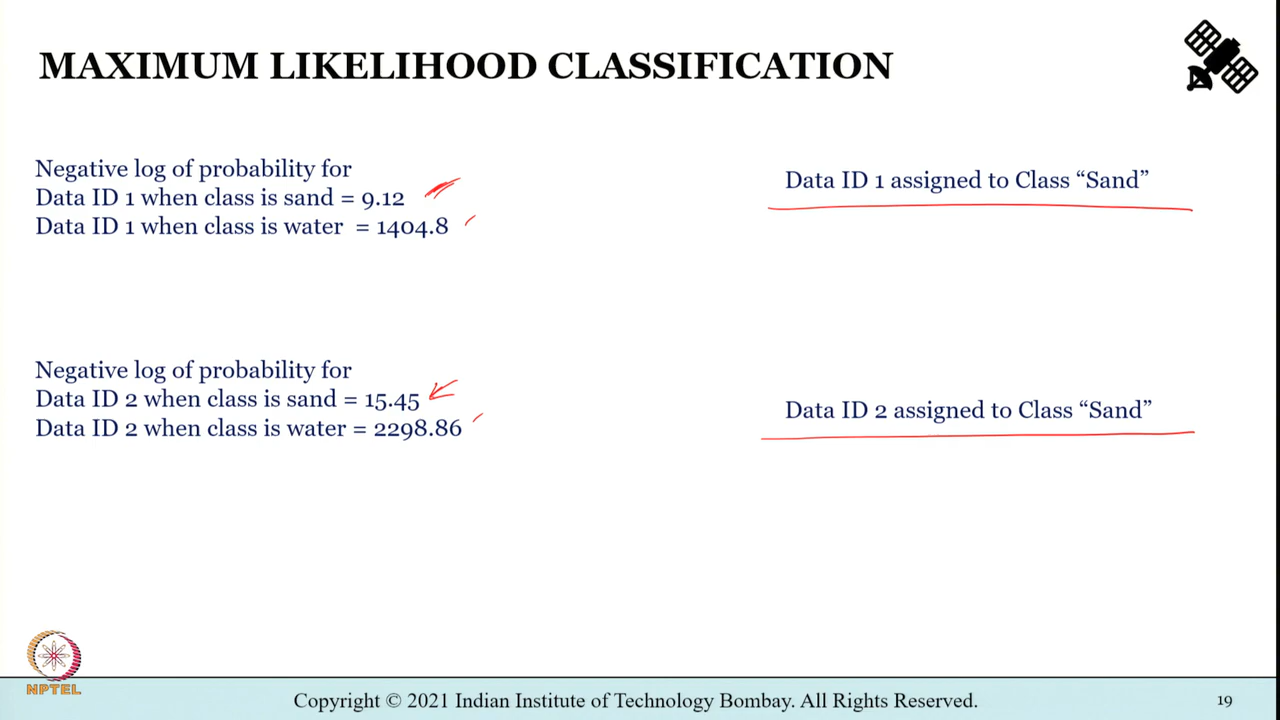 MAXIMUM LIKELIHOOD CLASSIFICATION
Negative log of probability for
Data ID 1 when class is sand = 9.12
Data ID 1 when class is water = 1404.8
Data ID 1 assigned to Class “Sand”
Negative log of probability for
Data ID 2 when class is sand = 15.45
Data ID 2 when class is water = 2298.86
Data ID 2 assigned to Class “Sand”
NPTEL
Copyright © 2021 Indian Institute of Technology Bombay. All Rights Reserved.
19